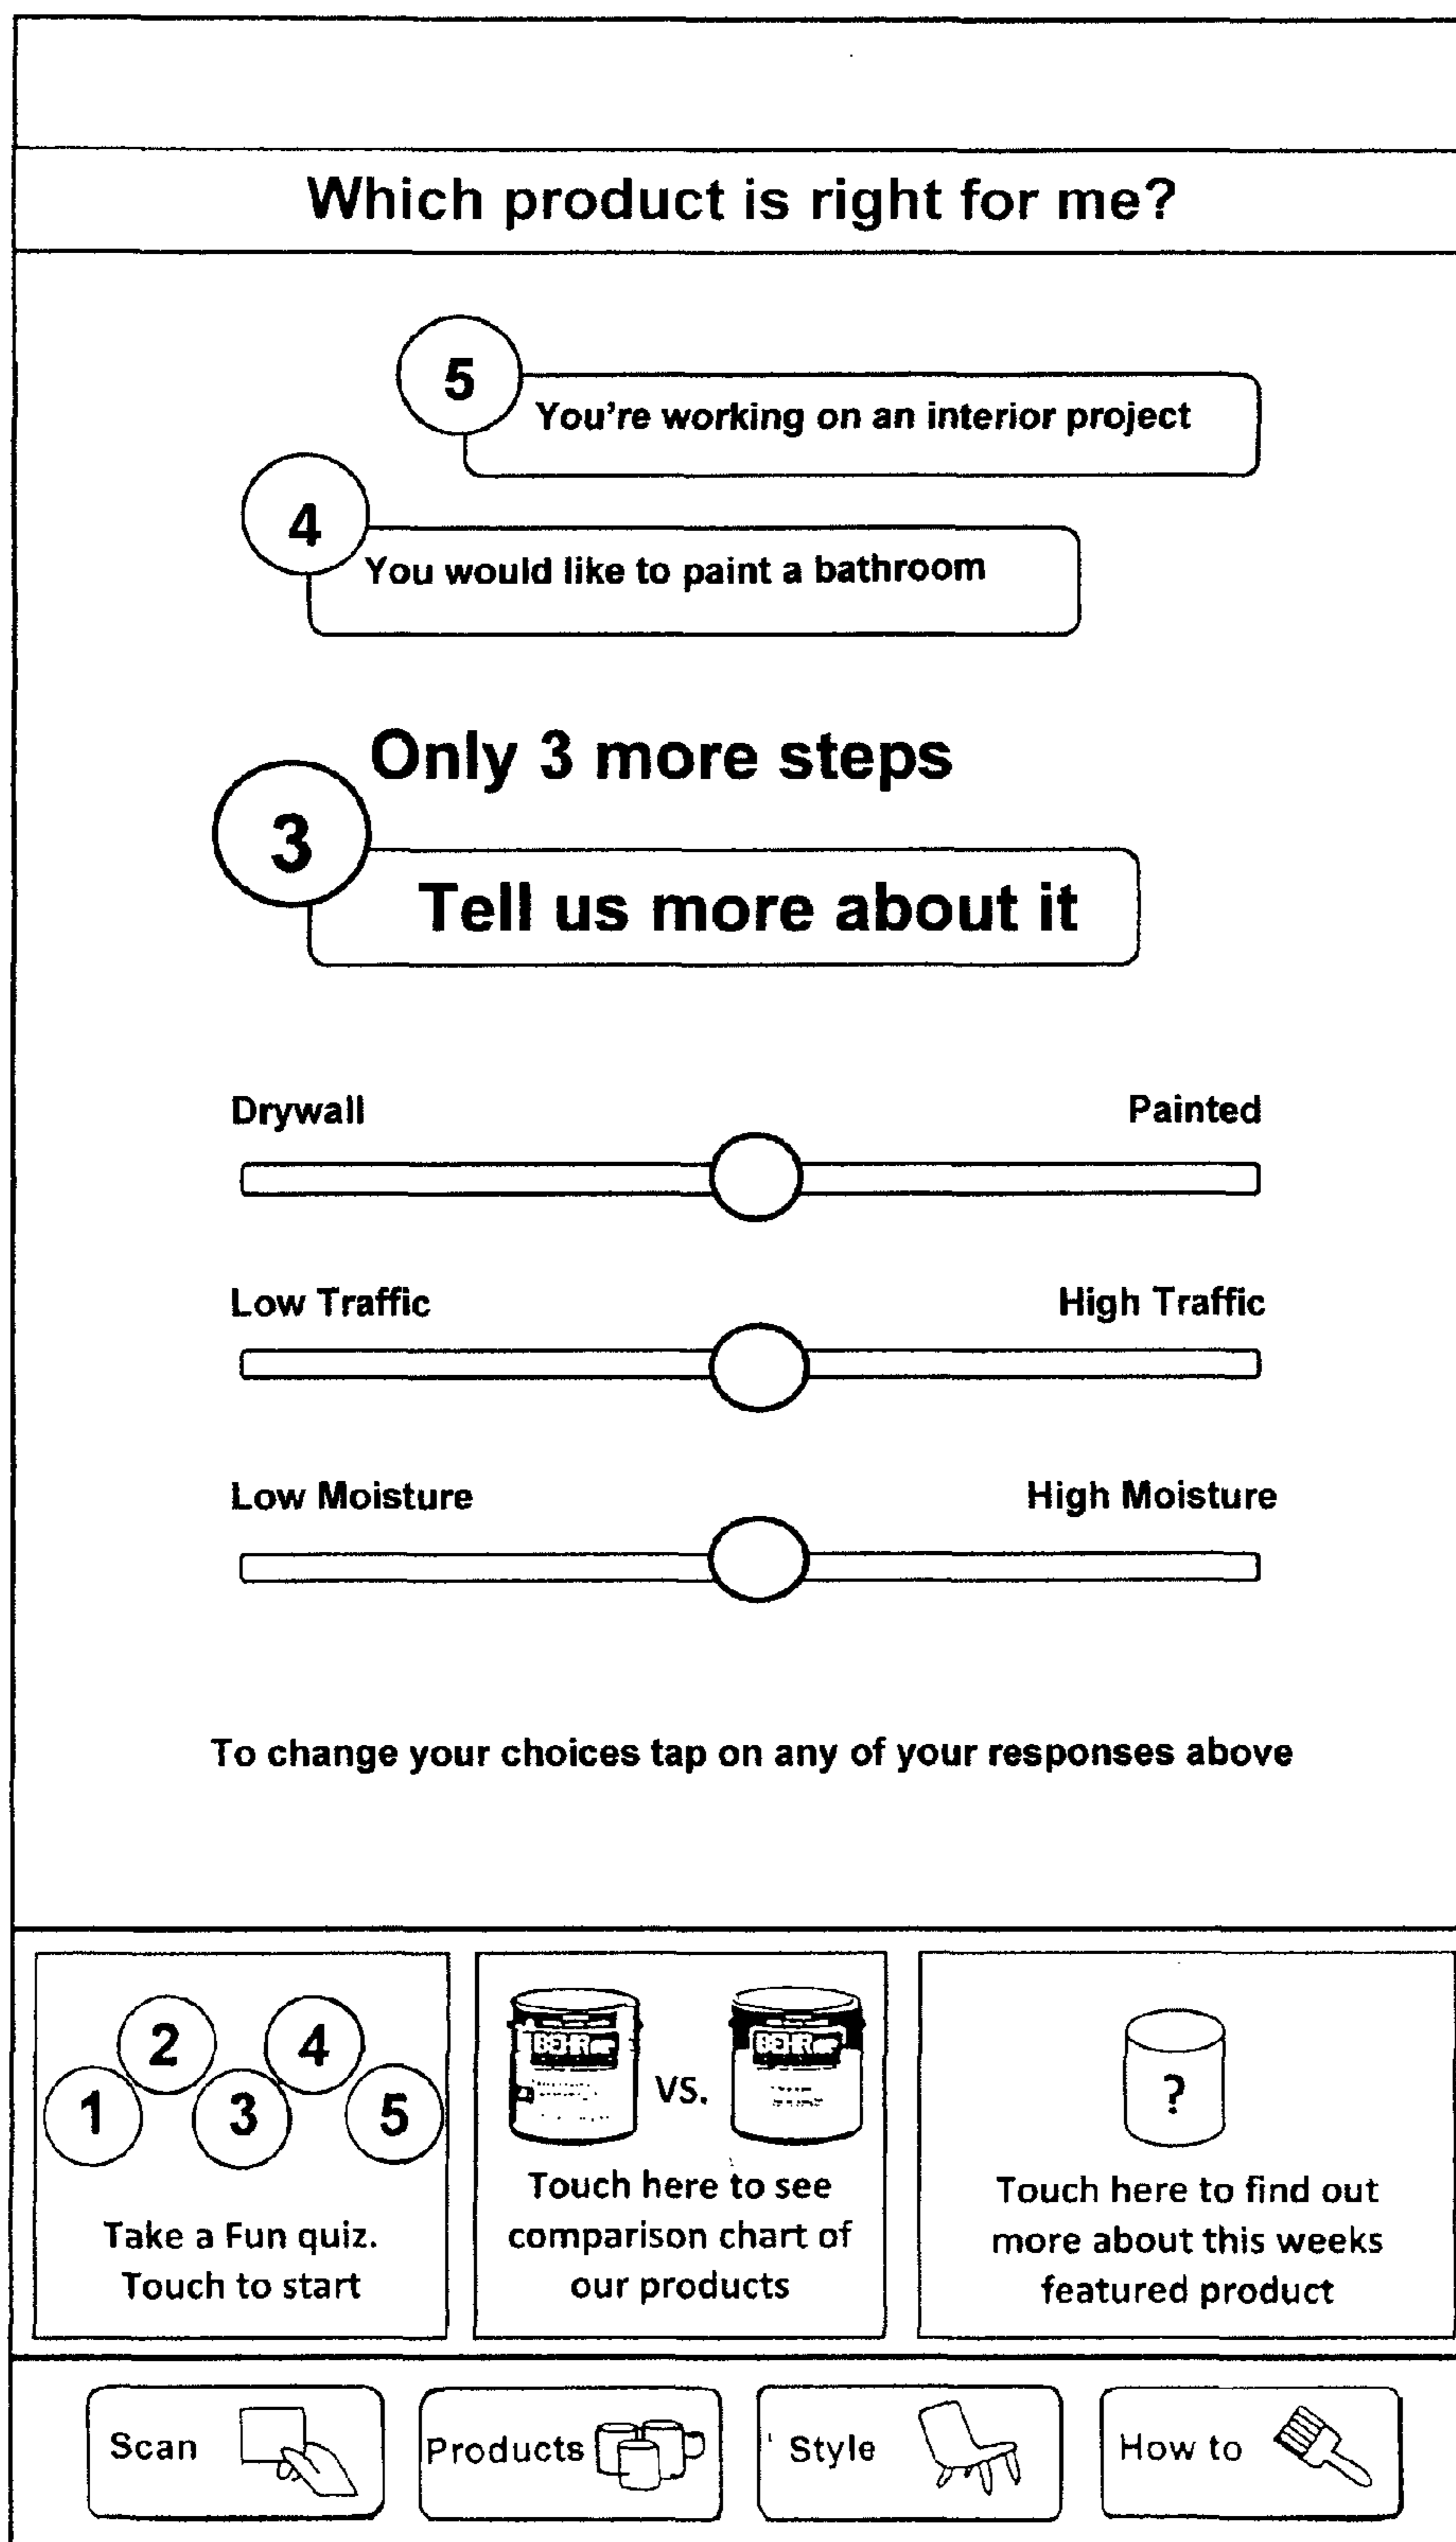 Which product is right for me?
5
You're working on an interior project
4
You would like to paint a bathroom
Only 3 more steps
3
Tell us more about it
Drywall
Painted
Low Traffic
High Traffic
Low Moisture
High Moisture
To change your choices tap on any of your responses above
1 2 3 4 5
Take a Fun quiz.
Touch to start
BEHR
VS.
BEHR
Touch here to see
comparison chart of
our products
?
Touch here to find out
more about this weeks
featured product
Scan
Products
Style
How to